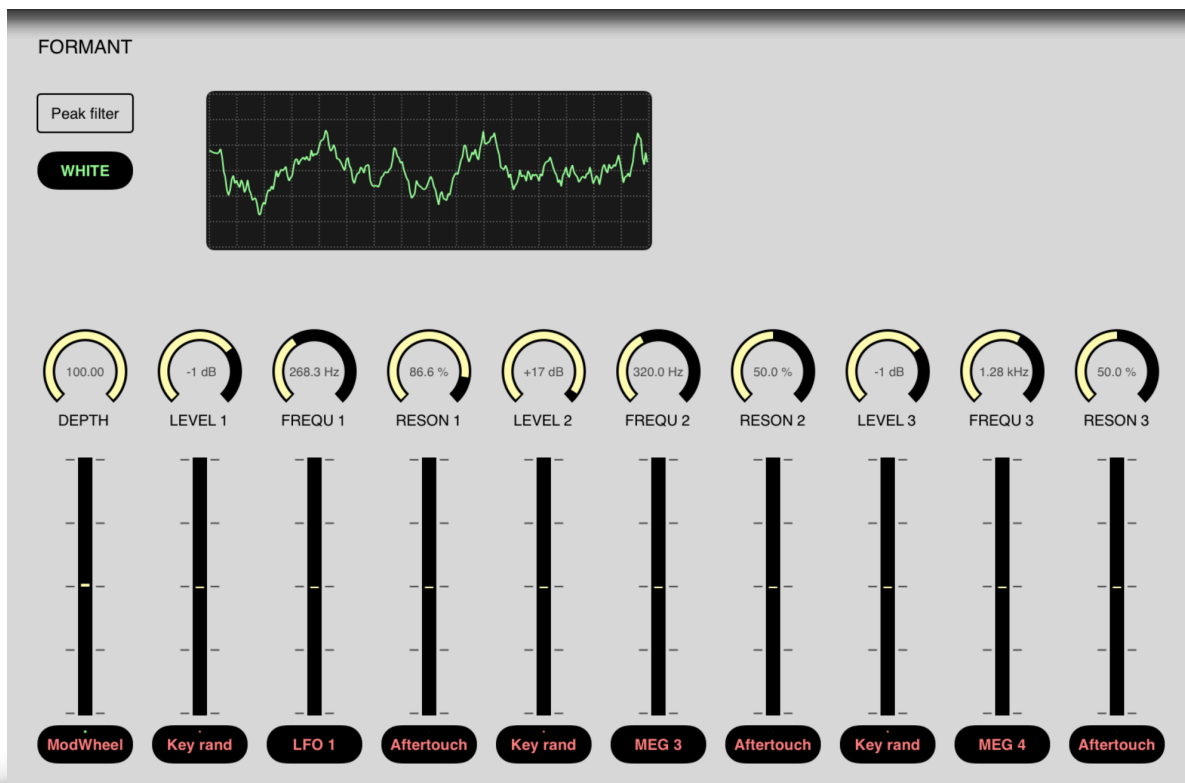 FORMANT
Peak filter
WHITE
100.00 -1 dB 268.3 Hz 86.6 % +17 dB 320.0 Hz 50.0 % -1 dB 1.28 kHz 50.0 %
DEPTH LEVEL 1 FREQU 1 RESON 1 LEVEL 2 FREQU 2 RESON 2 LEVEL 3 FREQU 3 RESON 3
ModWheel Key rand LFO 1 Aftertouch Key rand MEG 3 Aftertouch Key rand MEG 4 Aftertouch